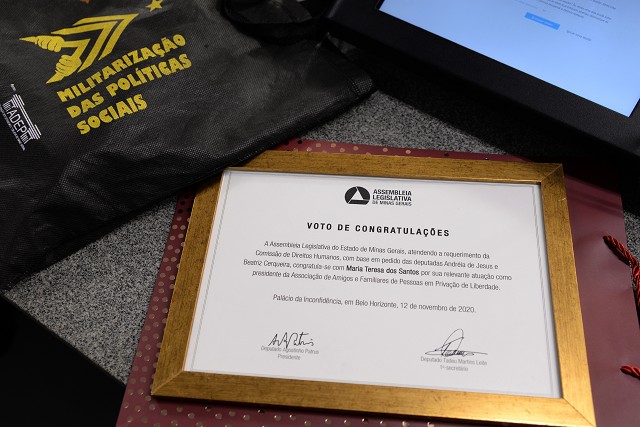 MILITARIZAÇÃO
DAS POLÍTICAS
SOCIAIS
ADEP
ASSEMBLEIA
LEGISLATIVA
DE MINAS GERAIS
VOTO DE CONGRATULAÇÕES
A Assembleia Legislativa do Estado de Minas Gerais, atendendo a requerimento da
Comissão de Direitos Humanos, com base em pedido das deputadas Andréia de Jesus e
Beatriz Cerqueira, congratula-se com Maria Teresa dos Santos por sua relevante atuação como
presidente da Associação de Amigos e Familiares de Pessoas em Privação de Liberdade.
Palácio da Inconfidência, em Belo Horizonte, 12 de novembro de 2020.
Deputado Agostinho Patrus
Presidente
Deputado Tadeu Martins Leite
1º-secretário